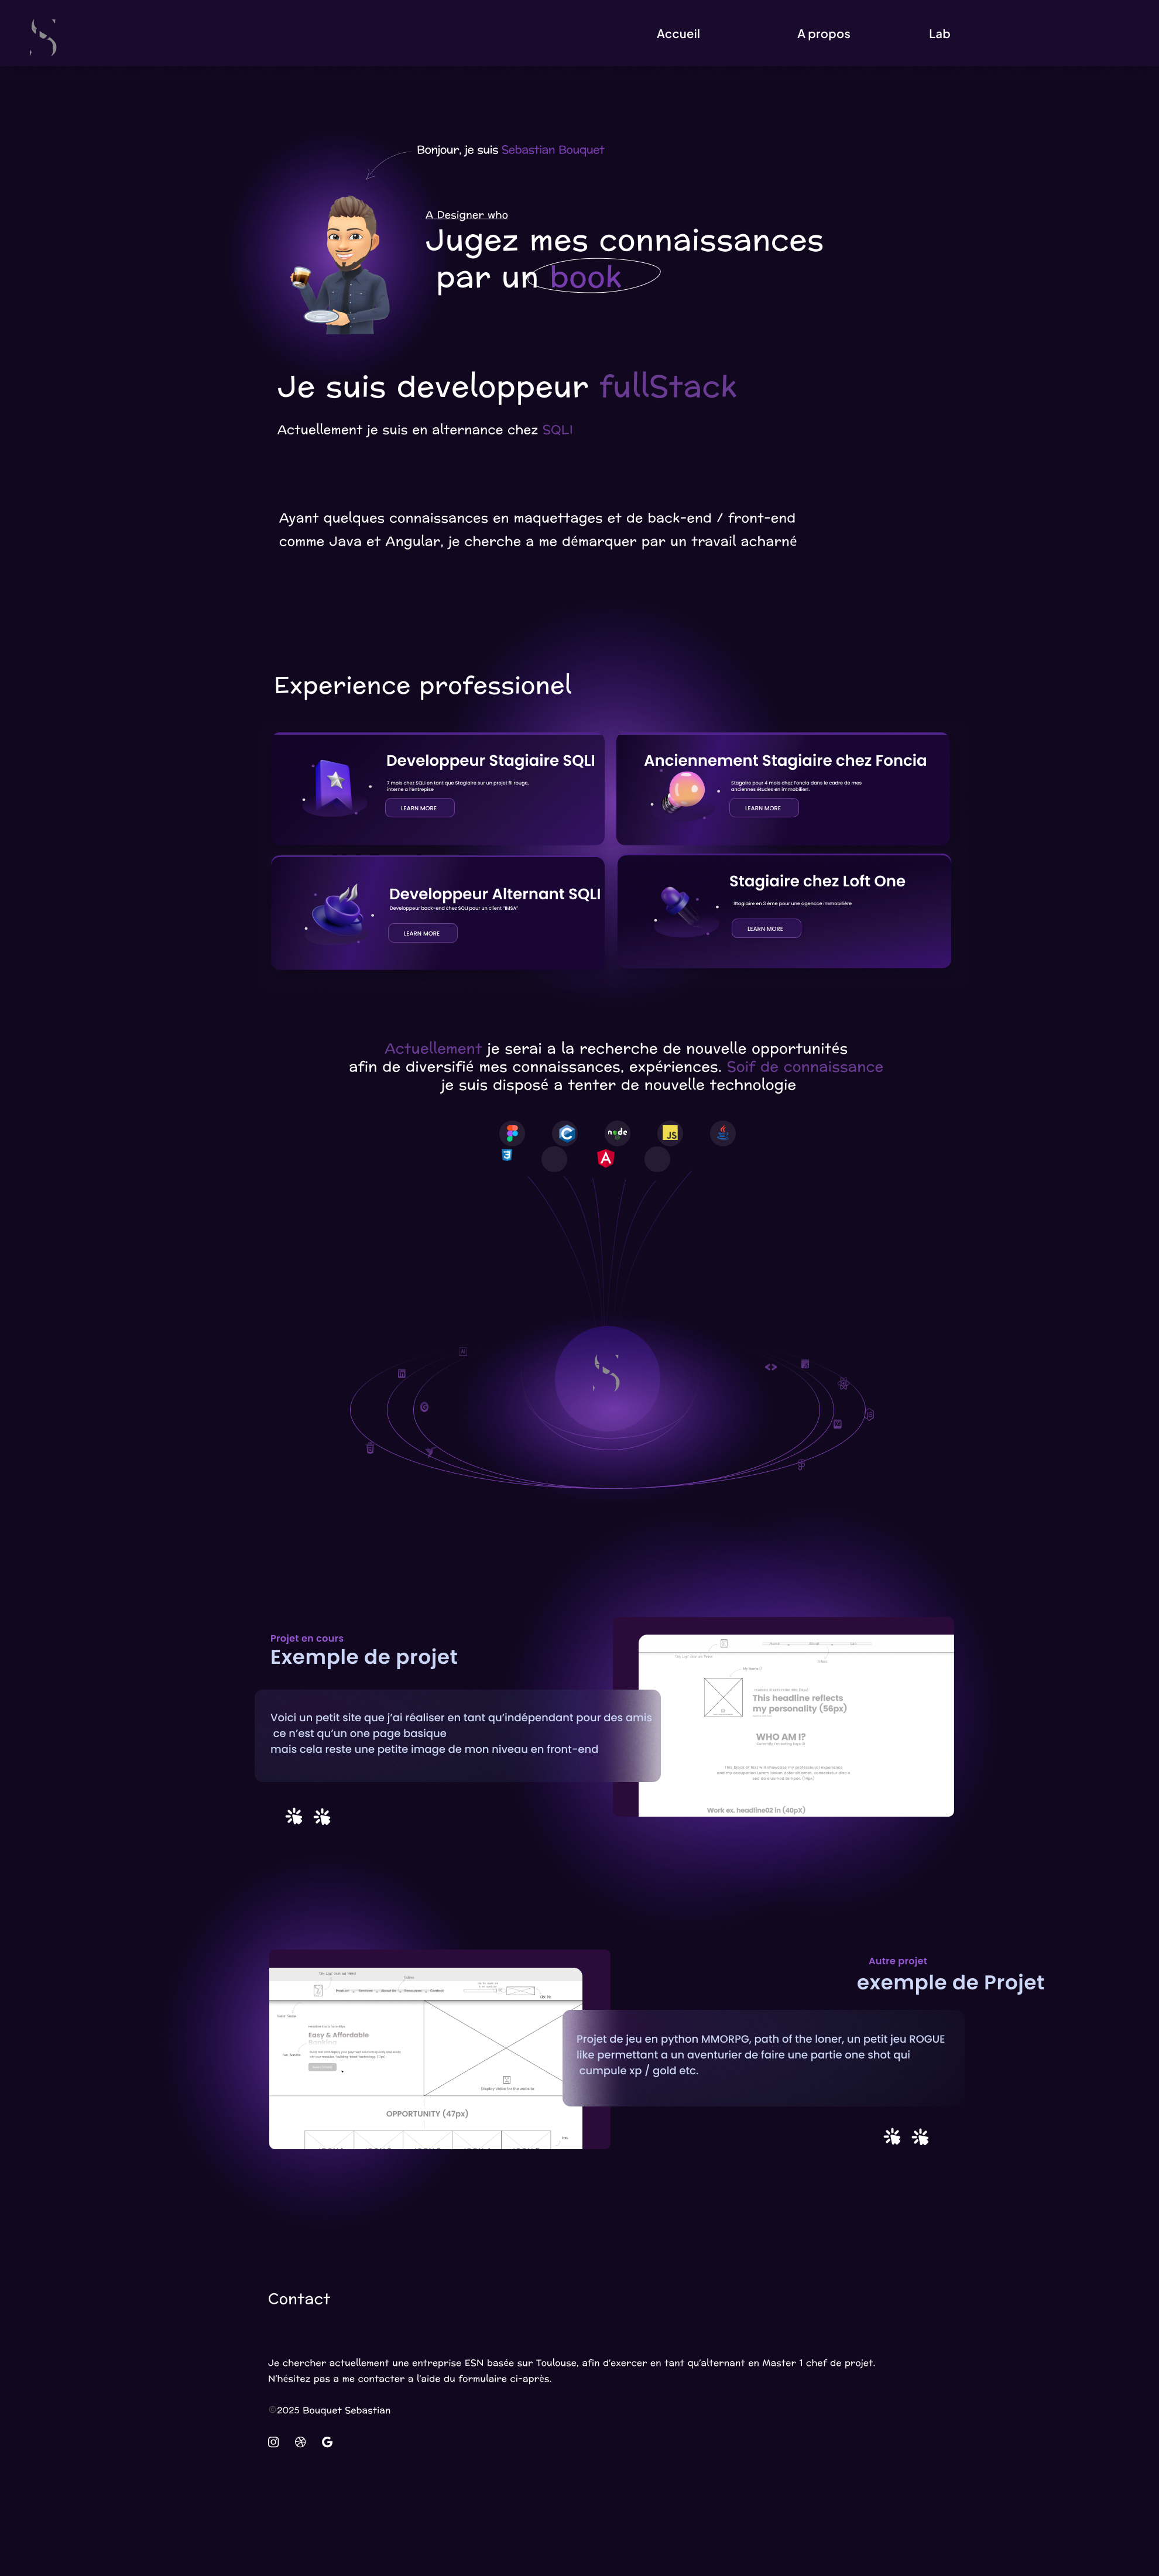 Accueil
A propos
Lab
Bonjour, je suis Sebastian Bouquet
A Designer who
Jugez mes connaissances
par un book
Je suis developpeur fullStack
Actuellement je suis en alternance chez SQLI
Ayant quelques connaissances en maquettages et de back-end / front-end
comme Java et Angular, je cherche a me démarquer par un travail acharné
Experience professionel
Developpeur Stagiaire SQLI
7 mois chez SQLI en tant que Stagiaire sur un projet fil rouge,
interne a l'entrepise
LEARN MORE
Anciennement Stagiaire chez Foncia
Stagaire pour 4 mois chez Foncia dans le cadre de mes
anciennes études en immobilieri.
LEARN MORE
Developpeur Alternant SQLI
Developpeur back-end chez SQLI pour un client "IMSA"
LEARN MORE
Stagiaire chez Loft One
Stagiaire en 3 ème pour une agencce immobilière
LEARN MORE
Actuellement je serai a la recherche de nouvelle opportunités
afin de diversifié mes connaissances, expériences. Soif de connaissance
je suis disposé a tenter de nouvelle technologie
node
JS
Projet en cours
Exemple de projet
Voici un petit site que j'ai réaliser en tant qu'indépendant pour des amis
ce n'est qu'un one page basique
mais cela reste une petite image de mon niveau en front-end
This headline reflects
my personality (56px)
WHO AM I?
Work ex. headline02 in (40pX)
Autre projet
exemple de Projet
Projet de jeu en python MMORPG, path of the loner, un petit jeu ROGUE
like permettant a un aventurier de faire une partie one shot qui
cumpule xp / gold etc.
Easy & Affordable
Display Video for the website
OPPORTUNITY (47px)
Contact
Je chercher actuellement une entreprise ESN basée sur Toulouse, afin d'exercer en tant qu'alternant en Master 1 chef de projet.
N'hésitez pas a me contacter a l'aide du formulaire ci-après.
©2025 Bouquet Sebastian